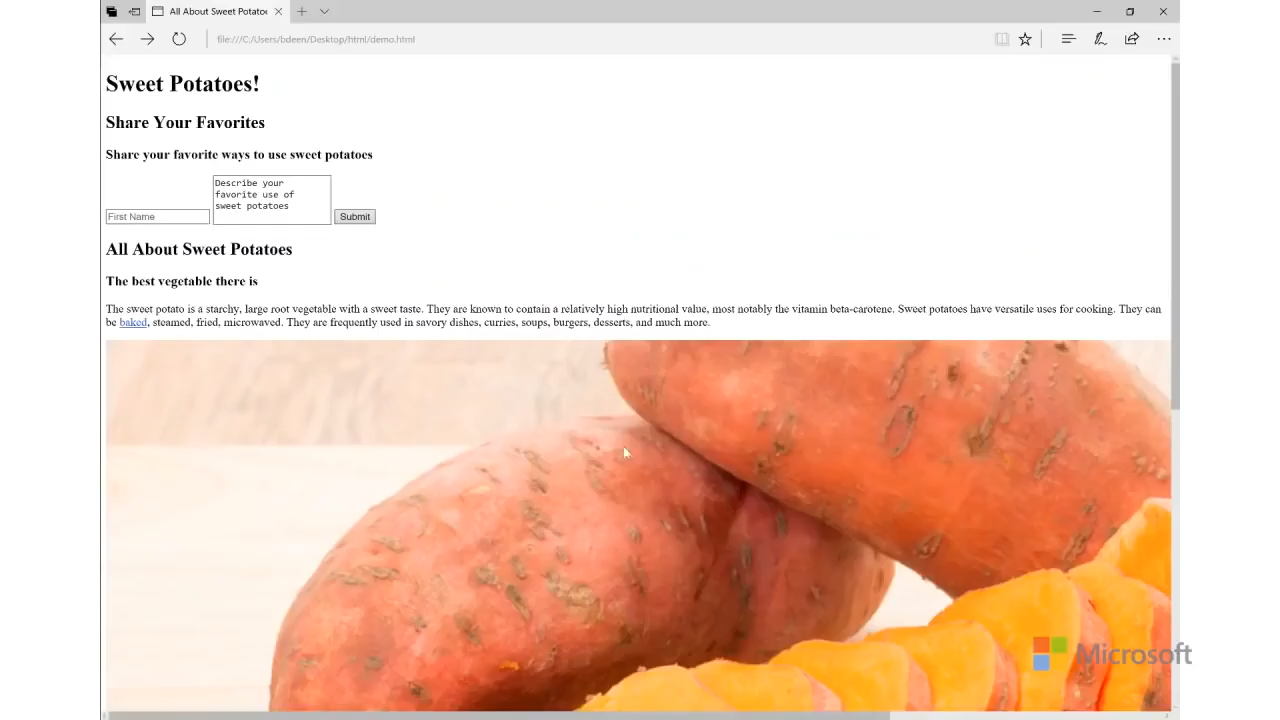 All About Sweet Potatoe
file:///C:/Users/bdeen/Desktop/html/demo.html
Sweet Potatoes!
Share Your Favorites
Share your favorite ways to use sweet potatoes
Describe your
favorite use of
sweet potatoes
First Name
Submit
All About Sweet Potatoes
The best vegetable there is
The sweet potato is a starchy, large root vegetable with a sweet taste. They are known to contain a relatively high nutritional value, most notably the vitamin beta-carotene. Sweet potatoes have versatile uses for cooking. They can
be baked, steamed, fried, microwaved. They are frequently used in savory dishes, curries, soups, burgers, desserts, and much more.
Microsoft